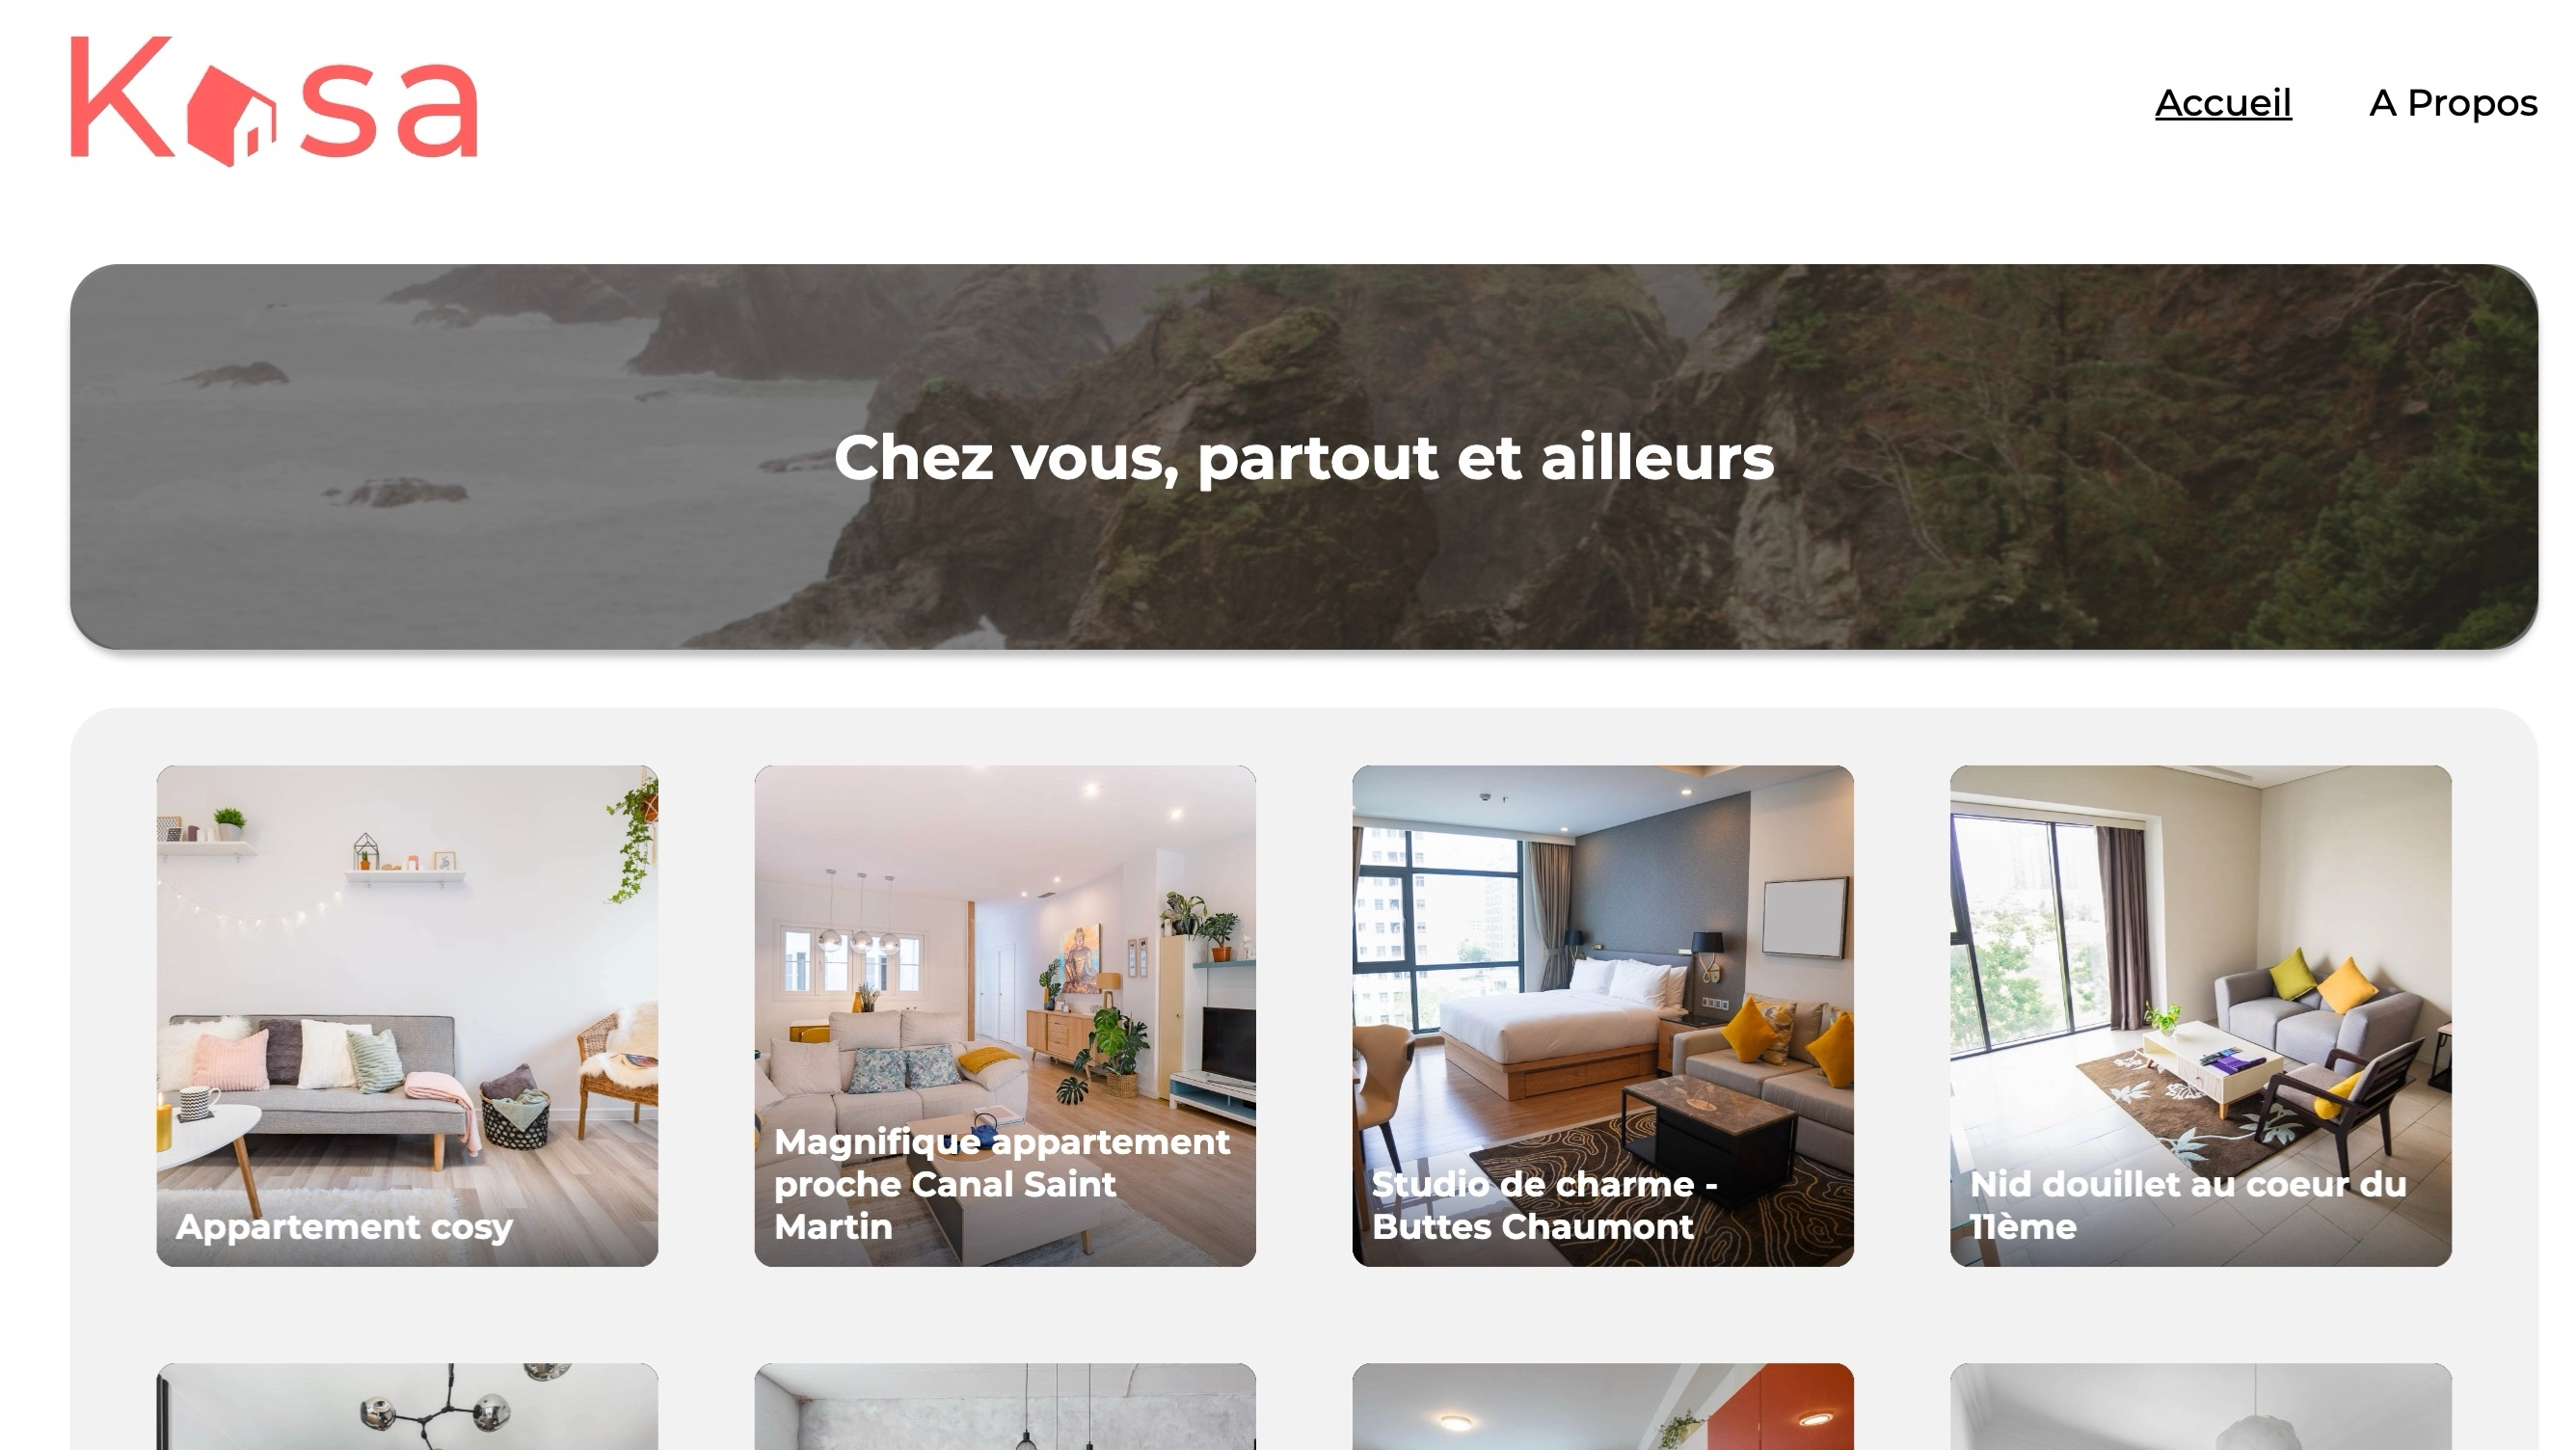 Kasa
Accueil
A Propos
Chez vous, partout et ailleurs
Appartement cosy
Magnifique appartement
proche Canal Saint
Martin
Studio de charme -
Buttes Chaumont
Nid douillet au coeur du
11ème